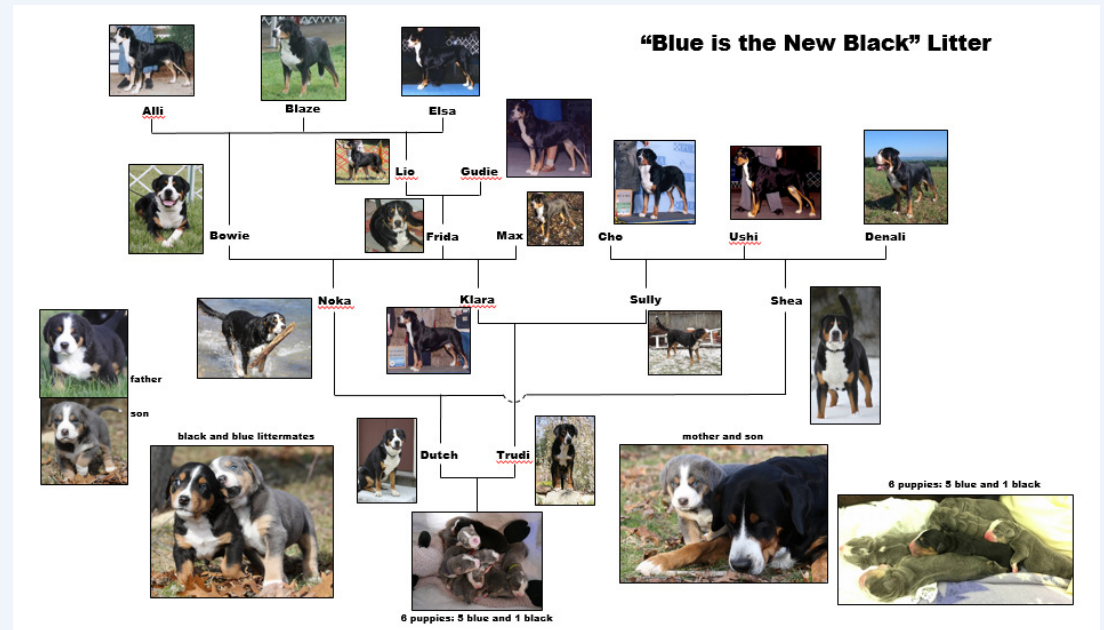 “Blue is the New Black” Litter
Alli
Blaze
Elsa
Lio
Gudie
Bowie
Frida
Max
Cho
Ushi
Denali
Noka
Klara
Sully
Shea
father
son
black and blue littermates
Dutch
Trudi
mother and son
6 puppies: 5 blue and 1 black
6 puppies: 5 blue and 1 black